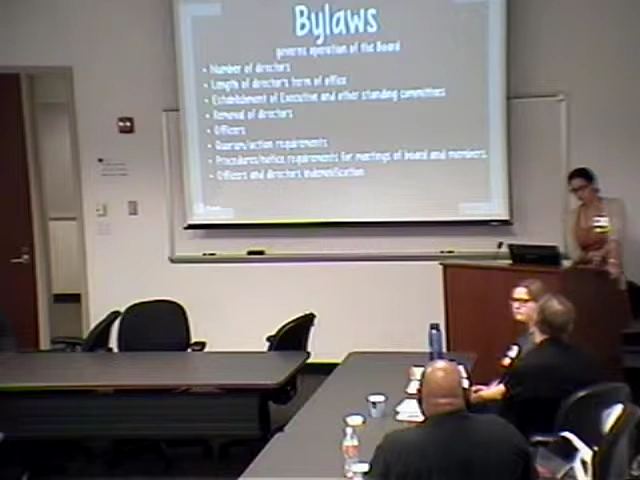 Bylaws
governs operation of the Board
• Number of directors
• Length of director's term of office
• Establishment of Executive and other standing committees
• Removal of directors
• Officers
• Quorum/action requirements
• Procedures/notice requirements for meetings of board and members
• Officers and directors indemnification